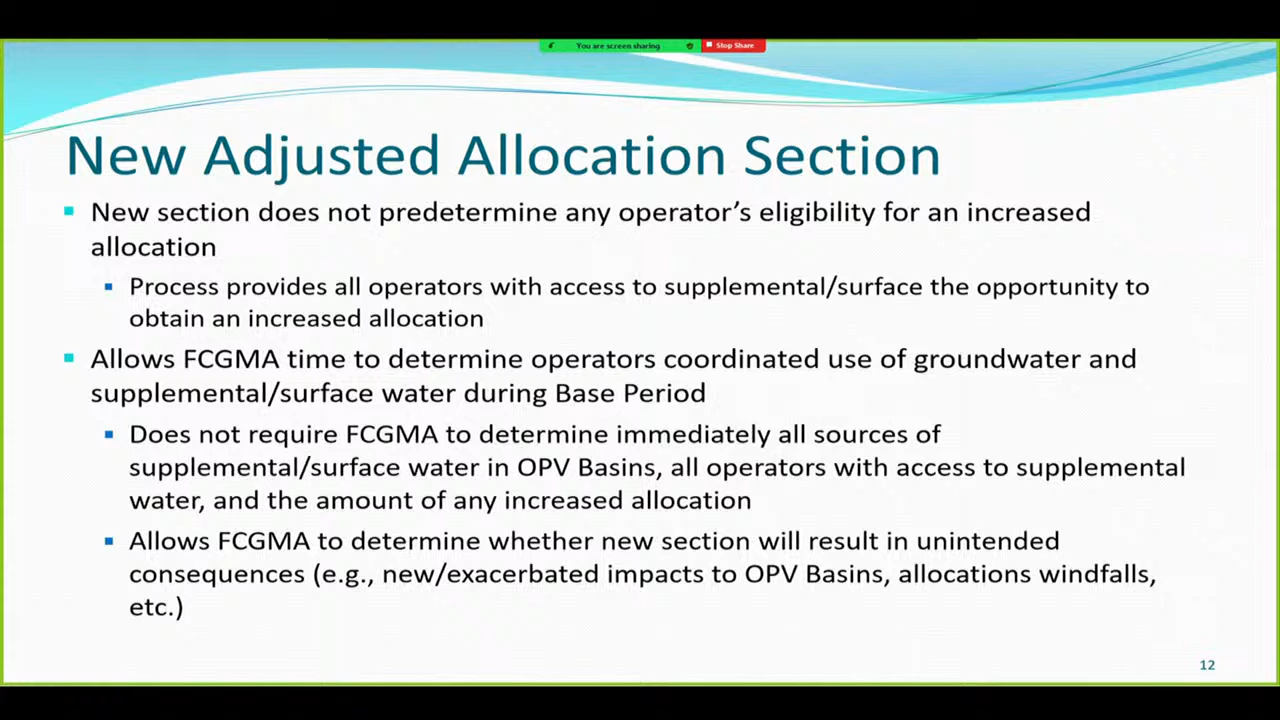 You are screen sharing
Stop Share
New Adjusted Allocation Section
New section does not predetermine any operator’s eligibility for an increased
allocation
Process provides all operators with access to supplemental/surface the opportunity to
obtain an increased allocation
Allows FCGMA time to determine operators coordinated use of groundwater and
supplemental/surface water during Base Period
Does not require FCGMA to determine immediately all sources of
supplemental/surface water in OPV Basins, all operators with access to supplemental
water, and the amount of any increased allocation
Allows FCGMA to determine whether new section will result in unintended
consequences (e.g., new/exacerbated impacts to OPV Basins, allocations windfalls,
etc.)
12